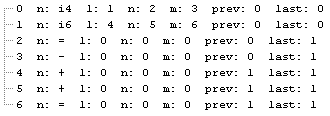 0 n: i4 l: 1 n: 2 m: 3 prev: 0 last: 0
1 n: i6 l: 4 n: 5 m: 6 prev: 0 last: 0
2 n: = l: 0 n: 0 m: 0 prev: 0 last: 1
3 n: - l: 0 n: 0 m: 0 prev: 0 last: 1
4 n: + l: 0 n: 0 m: 0 prev: 1 last: 1
5 n: + l: 0 n: 0 m: 0 prev: 1 last: 1
6 n: = l: 0 n: 0 m: 0 prev: 1 last: 1